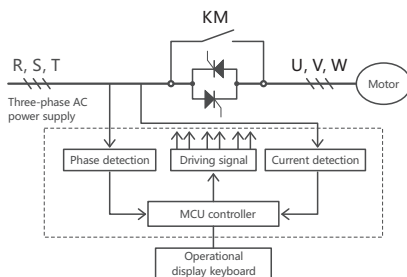 KM
R, S, T
U, V, W
Motor
Three-phase AC
power supply
Phase detection
Driving signal
Current detection
MCU controller
Operational
display keyboard